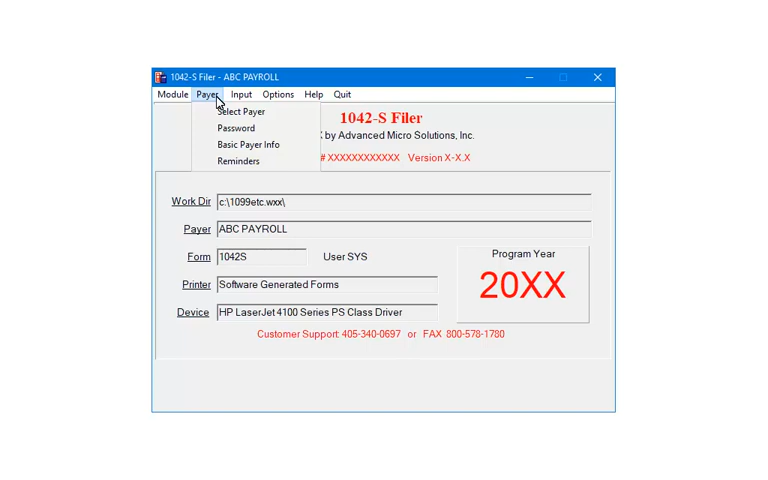 1042-S Filer - ABC PAYROLL
Module Payer Input Options Help Quit
Select Payer
Password
Basic Payer Info
Reminders
1042-S Filer
by Advanced Micro Solutions, Inc.
# XXXXXXXXXXXX Version X-X.X
Work Dir c:\1099etc.wxx\
Payer ABC PAYROLL
Form 1042S User SYS
Program Year
20XX
Printer Software Generated Forms
Device HP LaserJet 4100 Series PS Class Driver
Customer Support: 405-340-0697 or FAX 800-578-1780